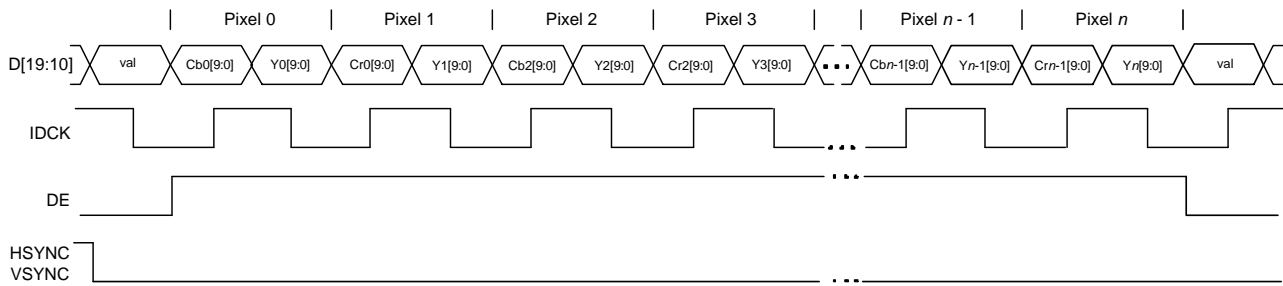 Pixel 0 Pixel 1 Pixel 2 Pixel 3 Pixel n - 1 Pixel n
D[19:10] val Cb0[9:0] Y0[9:0] Cr0[9:0] Y1[9:0] Cb2[9:0] Y2[9:0] Cr2[9:0] Y3[9:0] Cbn-1[9:0] Yn-1[9:0] Crn-1[9:0] Yn[9:0] val
IDCK
DE
HSYNC
VSYNC